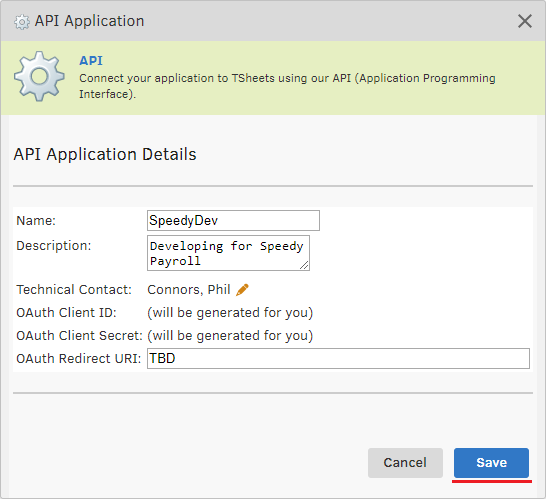 API Application
API
Connect your application to TSheets using our API (Application Programming
Interface).
API Application Details
Name: SpeedyDev
Description: Developing for Speedy
Payroll
Technical Contact: Connors, Phil
OAuth Client ID: (will be generated for you)
OAuth Client Secret: (will be generated for you)
OAuth Redirect URI: TBD
Cancel Save